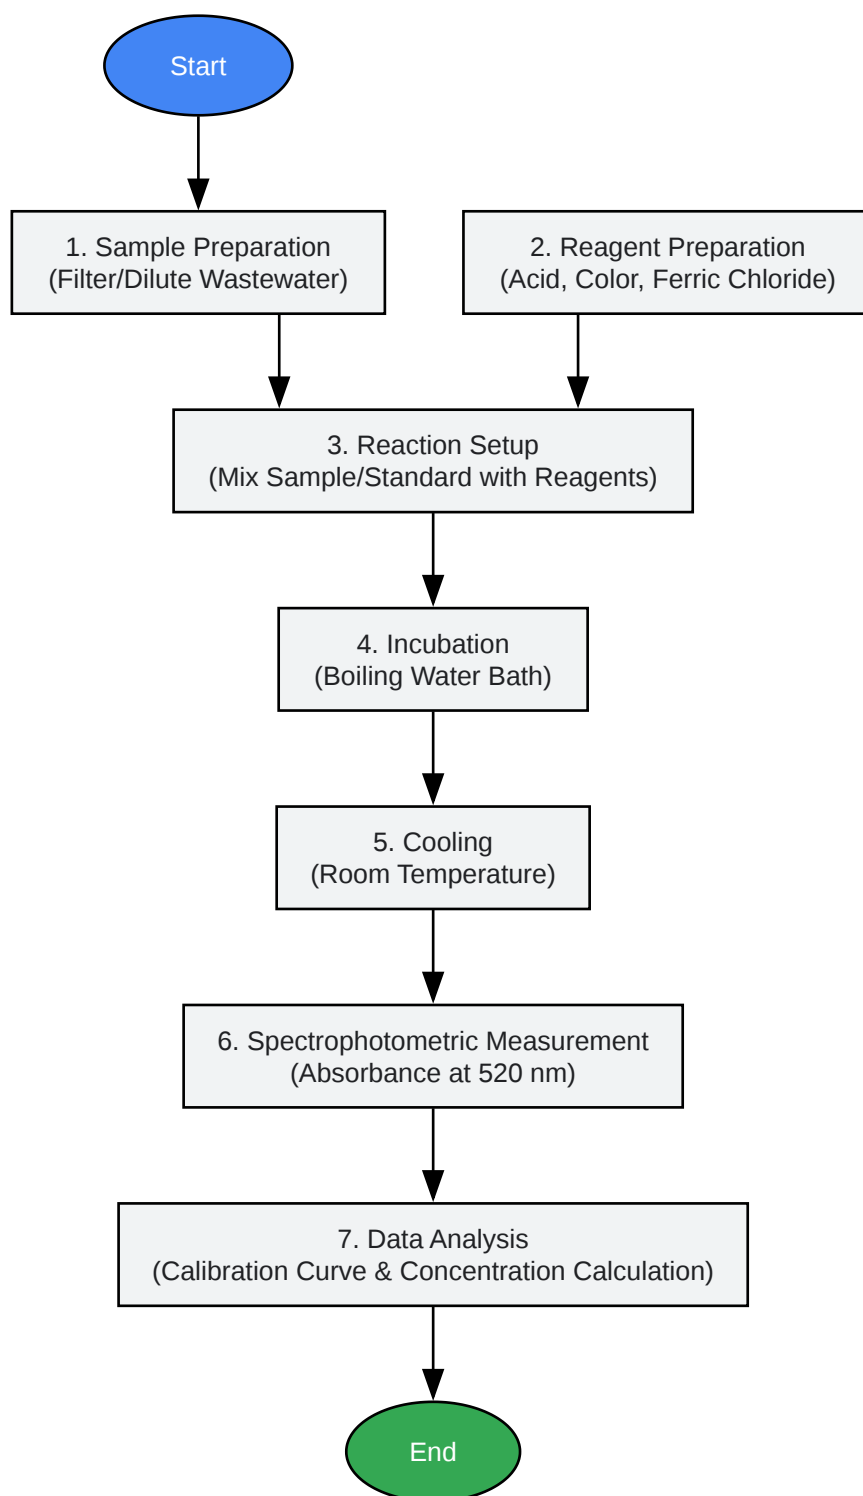 Start
1. Sample Preparation
(Filter/Dilute Wastewater)
2. Reagent Preparation
(Acid, Color, Ferric Chloride)
3. Reaction Setup
(Mix Sample/Standard with Reagents)
4. Incubation
(Boiling Water Bath)
5. Cooling
(Room Temperature)
6. Spectrophotometric Measurement
(Absorbance at 520 nm)
7. Data Analysis
(Calibration Curve & Concentration Calculation)
End